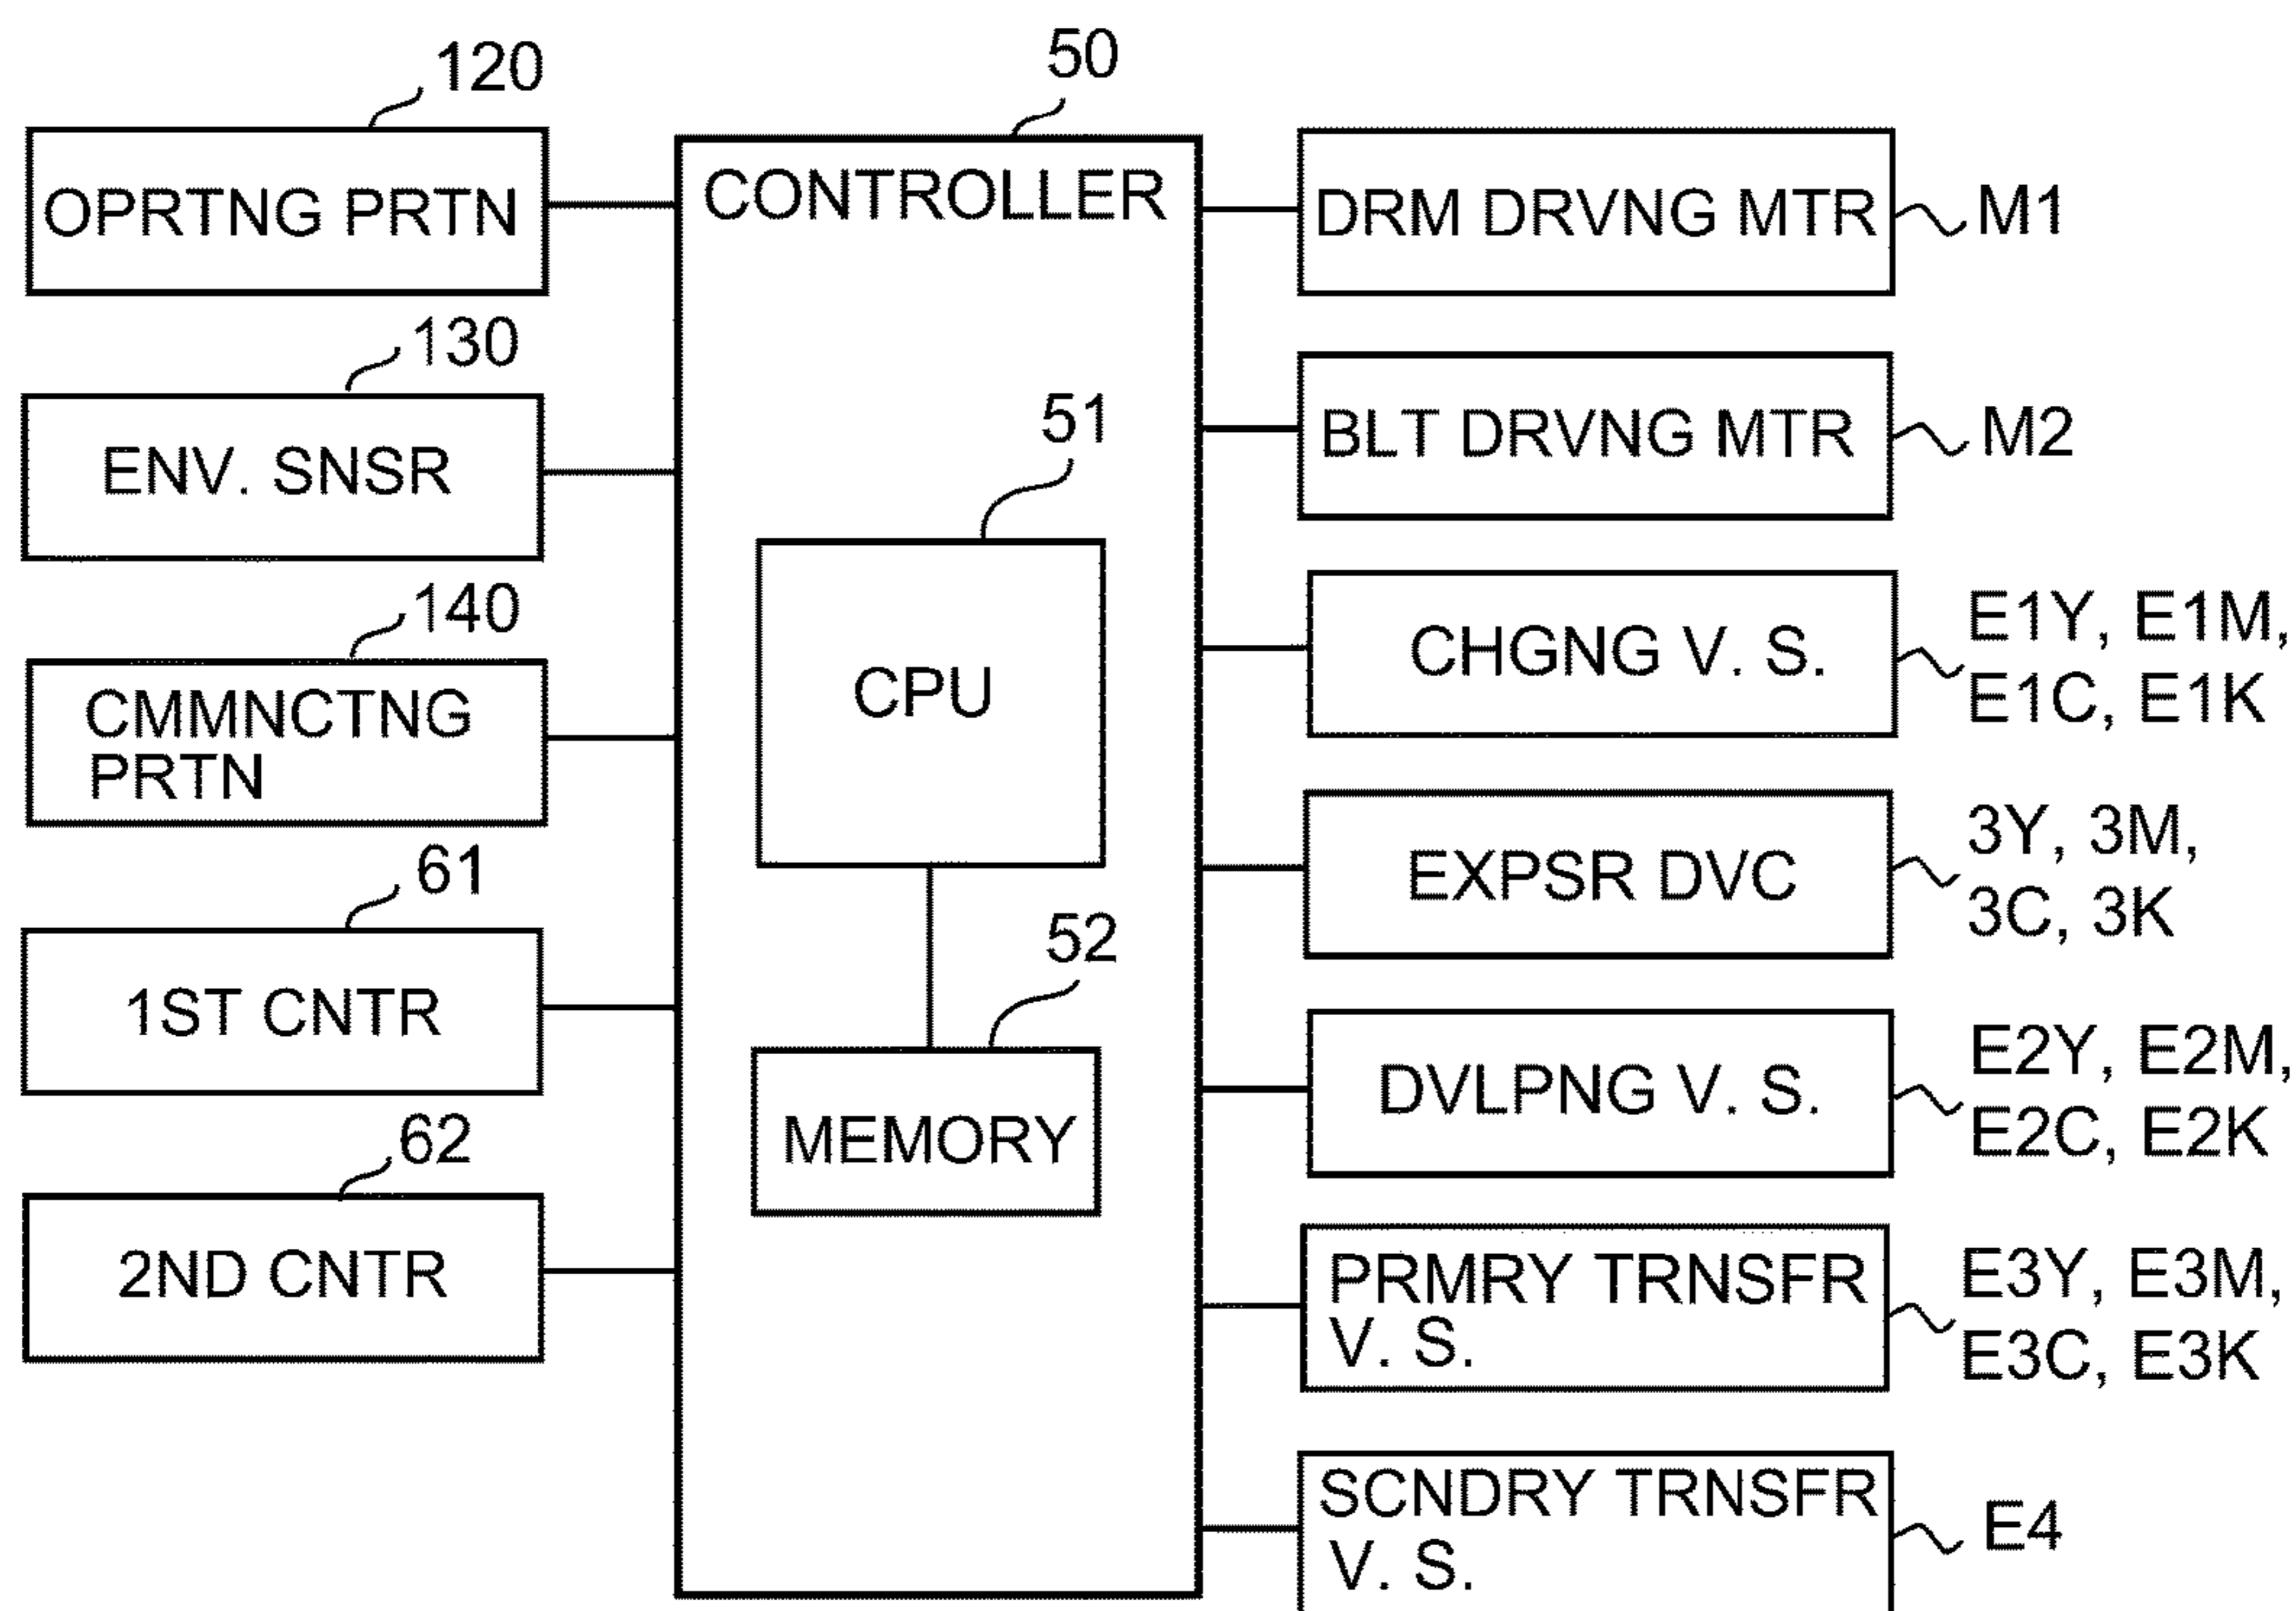 120
OPRTNG PRTN
130
ENV. SNSR
140
CMMNCTNG
PRTN
61
1ST CNTR
62
2ND CNTR
50
CONTROLLER
51
CPU
52
MEMORY
DRM DRVNG MTR
M1
BLT DRVNG MTR
M2
CHGNG V. S.
E1Y, E1M,
E1C, E1K
EXPSR DVC
3Y, 3M,
3C, 3K
DVLPNG V. S.
E2Y, E2M,
E2C, E2K
PRMRY TRNSFR
V. S.
E3Y, E3M,
E3C, E3K
SCNDRY TRNSFR
V. S.
E4